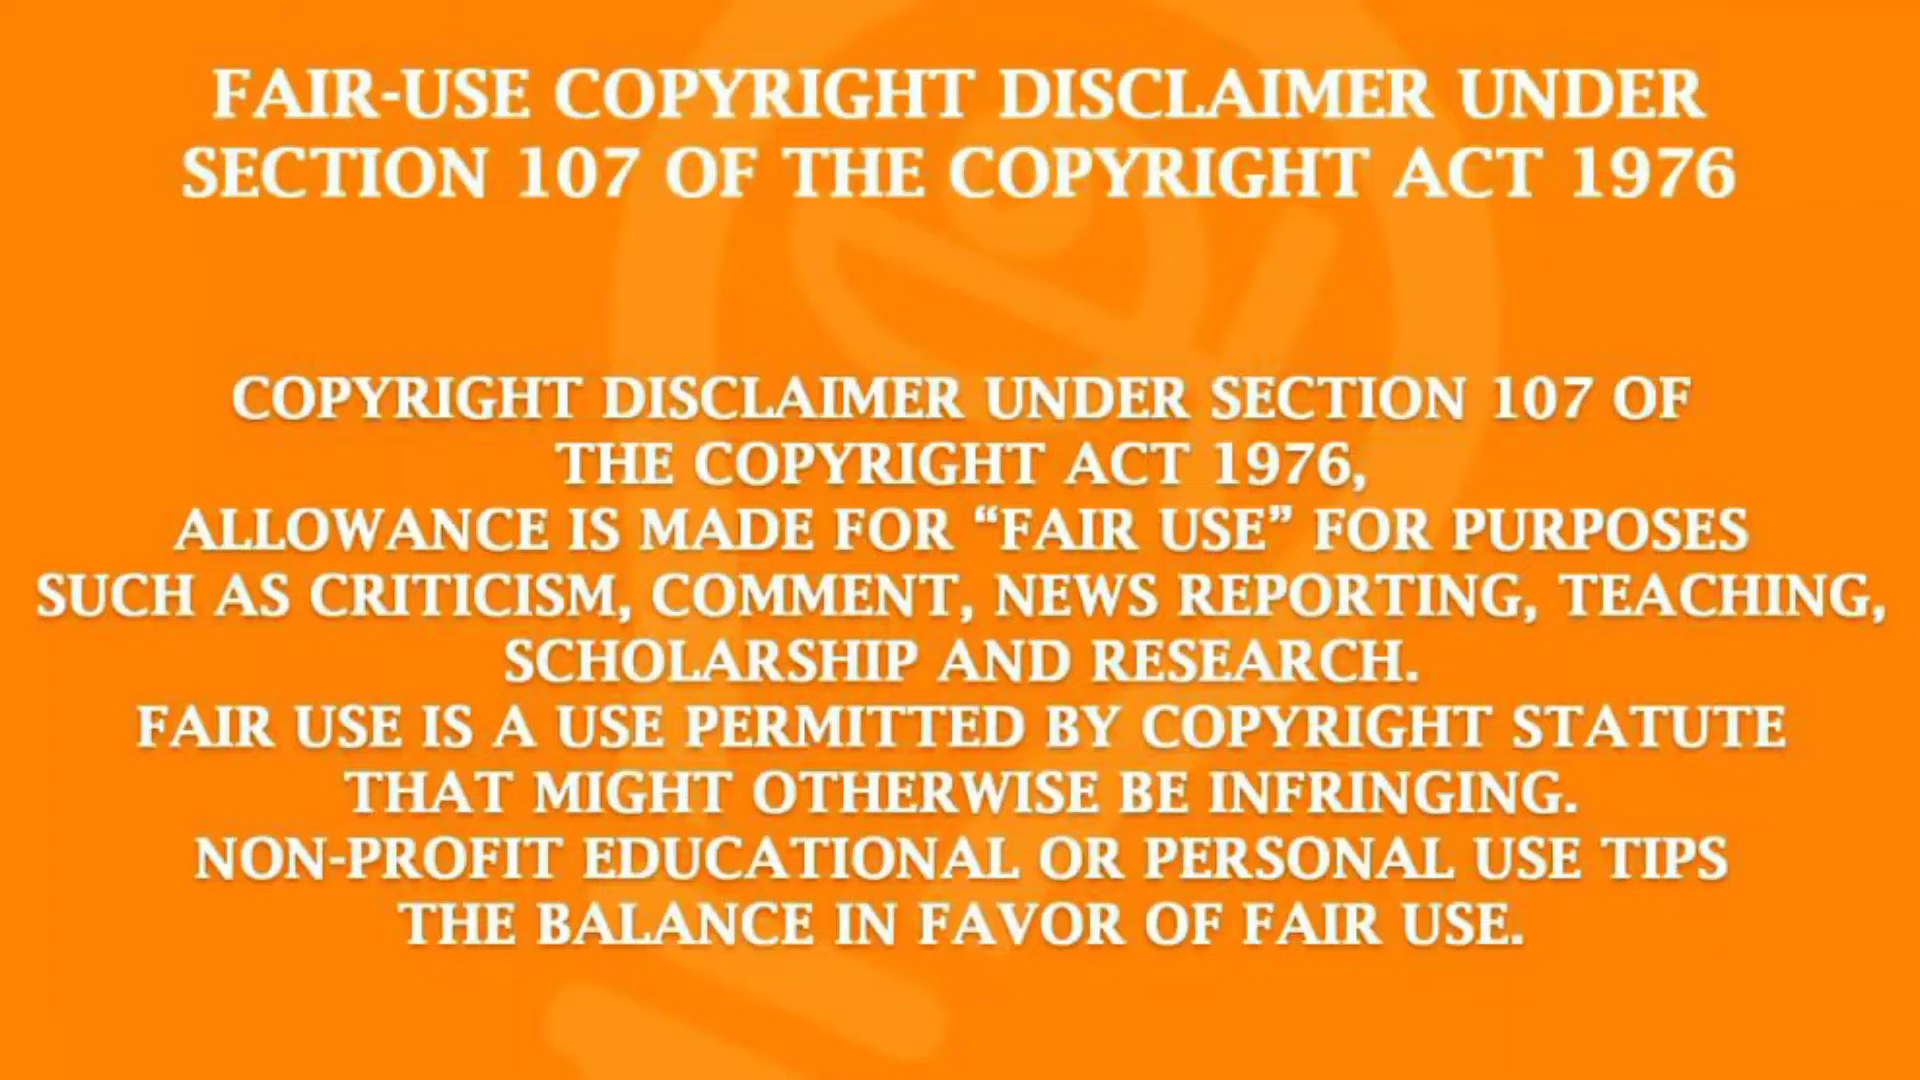 FAIR-USE COPYRIGHT DISCLAIMER UNDER
SECTION 107 OF THE COPYRIGHT ACT 1976
COPYRIGHT DISCLAIMER UNDER SECTION 107 OF
THE COPYRIGHT ACT 1976,
ALLOWANCE IS MADE FOR “FAIR USE” FOR PURPOSES
SUCH AS CRITICISM, COMMENT, NEWS REPORTING, TEACHING,
SCHOLARSHIP AND RESEARCH.
FAIR USE IS A USE PERMITTED BY COPYRIGHT STATUTE
THAT MIGHT OTHERWISE BE INFRINGING.
NON-PROFIT EDUCATIONAL OR PERSONAL USE TIPS
THE BALANCE IN FAVOR OF FAIR USE.